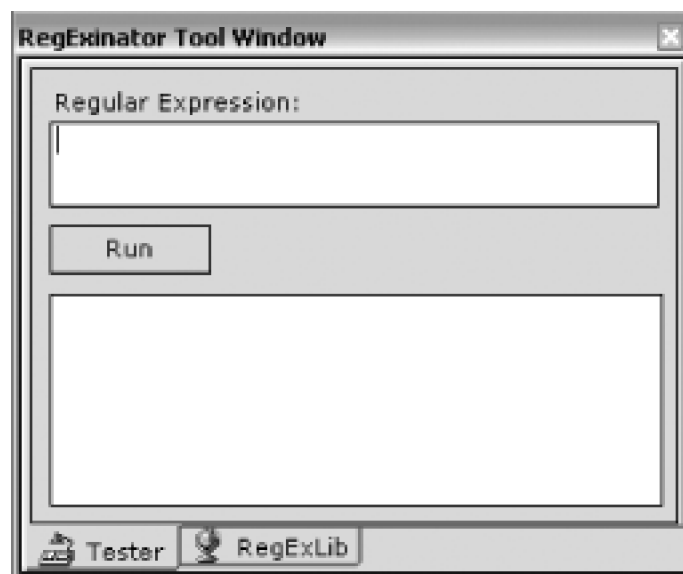 RegExinator Tool Window
Regular Expression:
Run
Tester
RegExLib